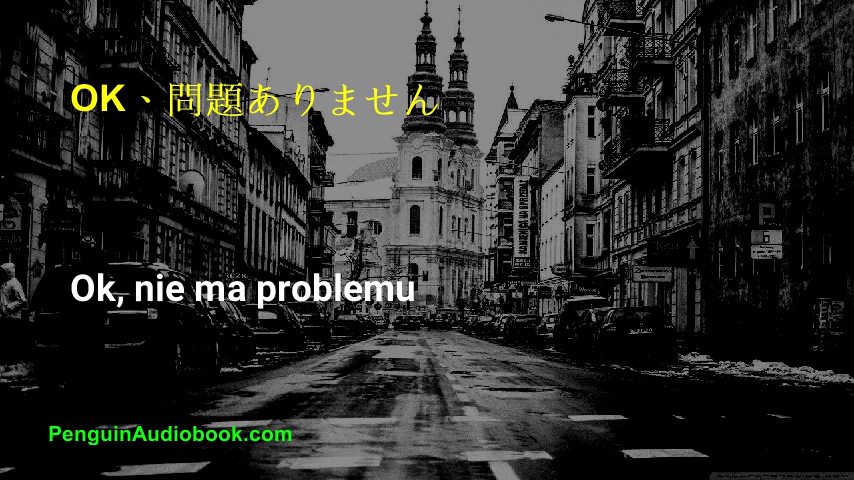 OK、問題ありません
Ok, nie ma problemu
PenguinAudiobook.com